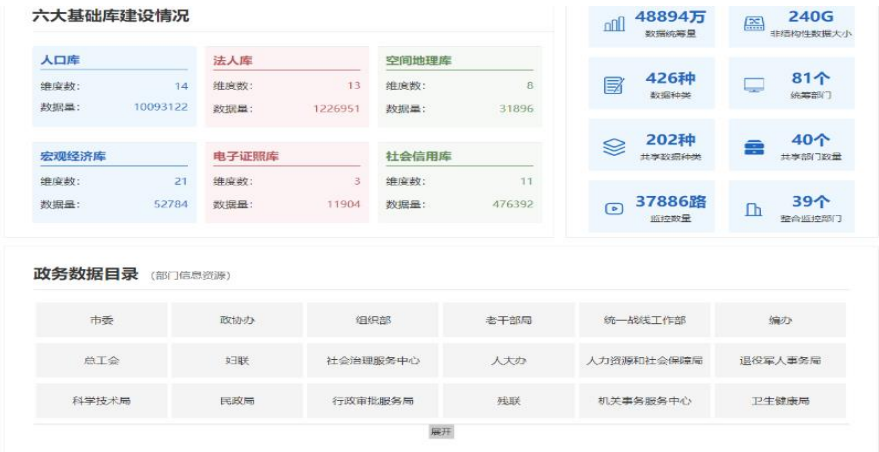 六大基础库建设情况
人口库
维度数： 14
数据量： 10093122
法人库
维度数： 13
数据量： 1226951
空间地理库
维度数： 8
数据量： 31896
宏观经济库
维度数： 21
数据量： 52784
电子证照库
维度数： 3
数据量： 11904
社会信用库
维度数： 11
数据量： 476392
48894万
数据统筹量
240G
非结构性数据大小
426种
数据种类
81个
统筹部门
202种
共享数据种类
40个
共享部门数量
37886路
监控数量
39个
整合监控部门
政务数据目录 （部门信息资源）
市委 政协办 组织部 老干部局 统一战线工作部 编办
总工会 妇联 社会治理服务中心 人大办 人力资源和社会保障局 退役军人事务局
科学技术局 民政局 行政审批服务局 残联 机关事务服务中心 卫生健康局
展开